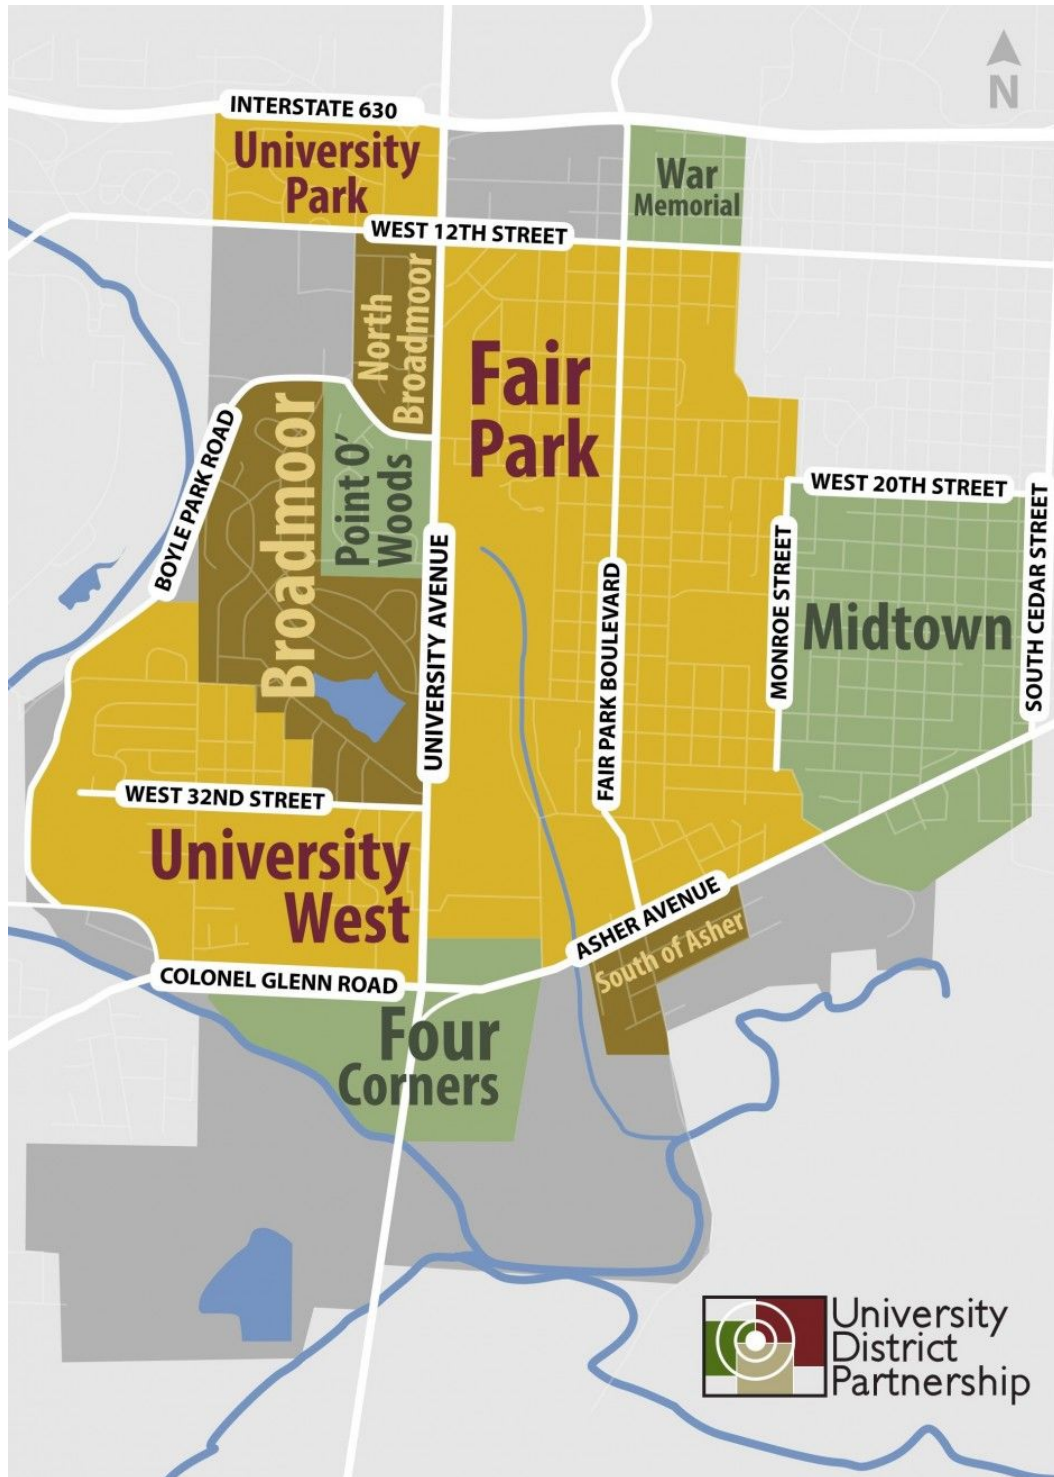 N
INTERSTATE 630
University
Park
War
Memorial
WEST 12TH STREET
North
Broadmoor
Fair
Park
Broadmoor
Point O'
Woods
BOYLE PARK ROAD
WEST 20TH STREET
UNIVERSITY AVENUE
FAIR PARK BOULEVARD
MONROE STREET
SOUTH CEDAR STREET
Midtown
WEST 32ND STREET
University
West
ASHER AVENUE
South of Asher
COLONEL GLENN ROAD
Four
Corners
University
District
Partnership